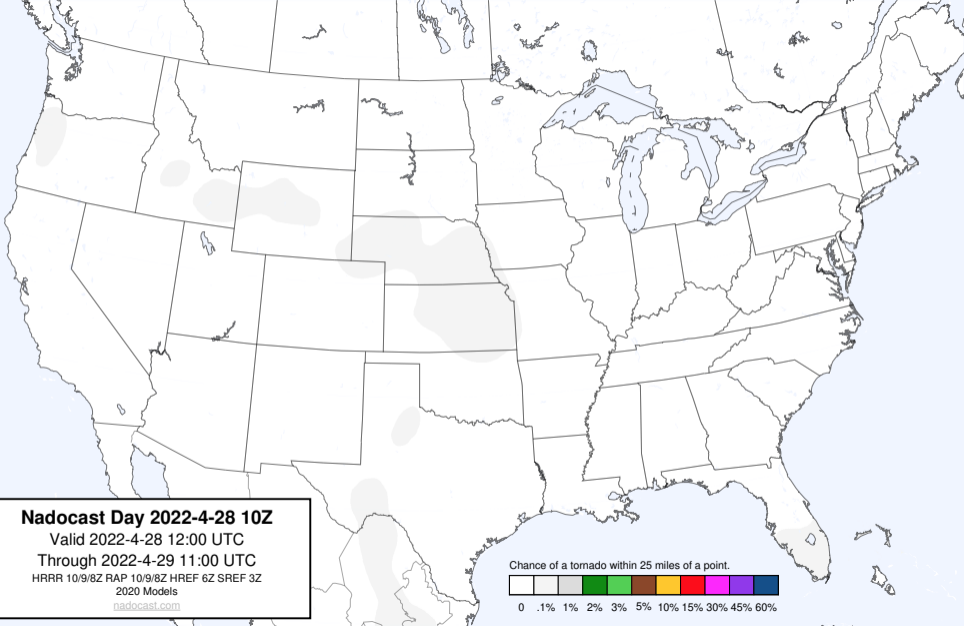 Nadocast Day 2022-4-28 10Z
Valid 2022-4-28 12:00 UTC
Through 2022-4-29 11:00 UTC
HRRR 10/9/8Z RAP 10/9/8Z HREF 6Z SREF 3Z
2020 Models
nadocast.com
Chance of a tornado within 25 miles of a point.
0 .1% 1% 2% 3% 5% 10% 15% 30% 45% 60%